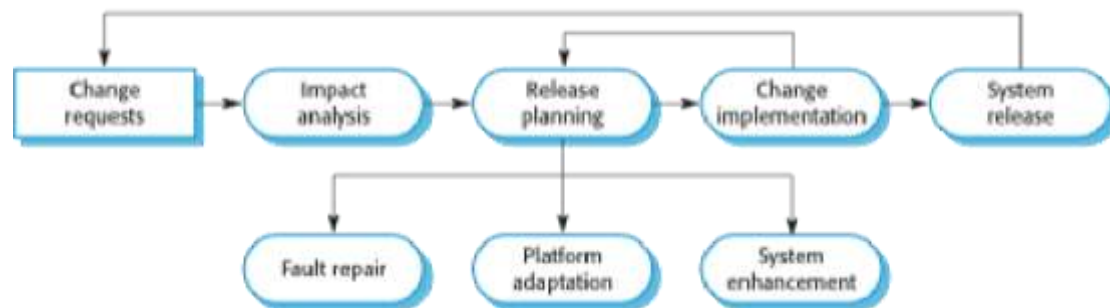 Change
requests
Impact
analysis
Release
planning
Change
implementation
System
release
Fault repair
Platform
adaptation
System
enhancement